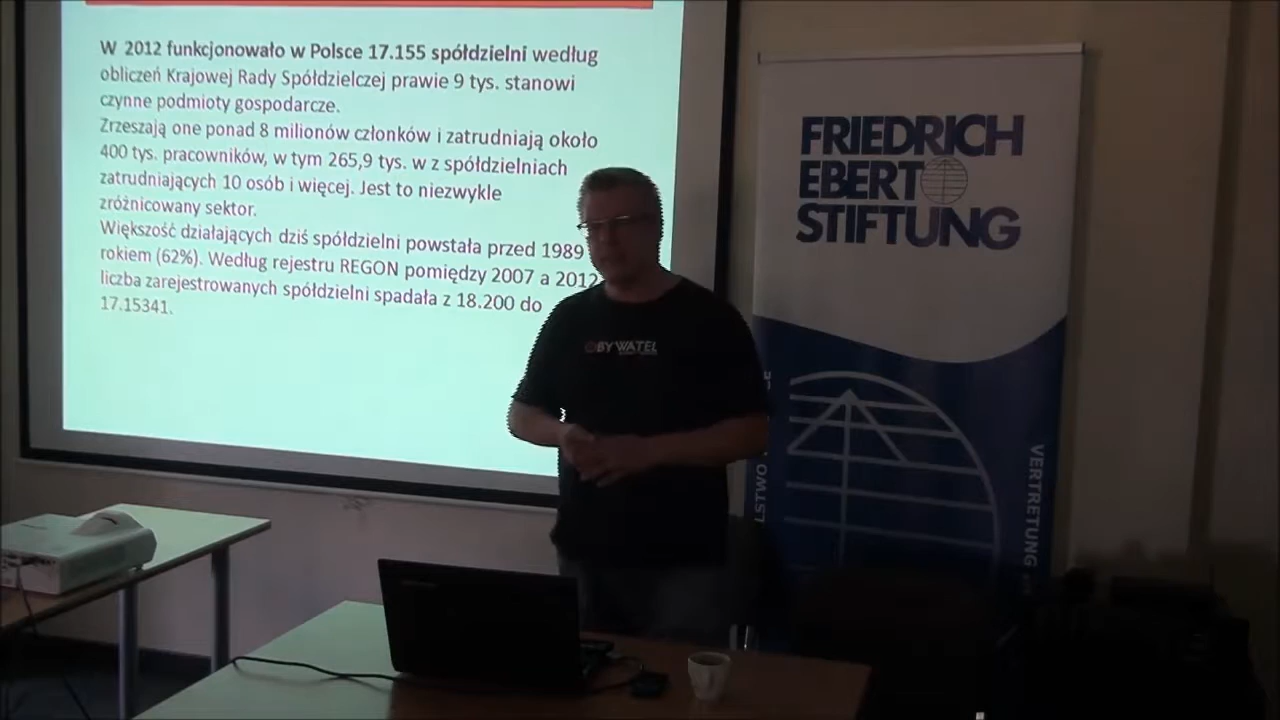 W 2012 funkcjonowało w Polsce 17.155 spółdzielni według
obliczeń Krajowej Rady Spółdzielczej prawie 9 tys. stanowi
czynne podmioty gospodarcze.
Zrzeszają one ponad 8 milionów członków i zatrudniają około
400 tys. pracowników, w tym 265,9 tys. w z spółdzielniach
zatrudniających 10 osób i więcej. Jest to niezwykle
zróżnicowany sektor.
Większość działających dziś spółdzielni powstała przed 1989
rokiem (62%). Według rejestru REGON pomiędzy 2007 a 2012
liczba zarejestrowanych spółdzielni spadała z 18.200 do
17.15341.
OBYWATEL
FRIEDRICH
EBERT
STIFTUNG
VERTRETUNG